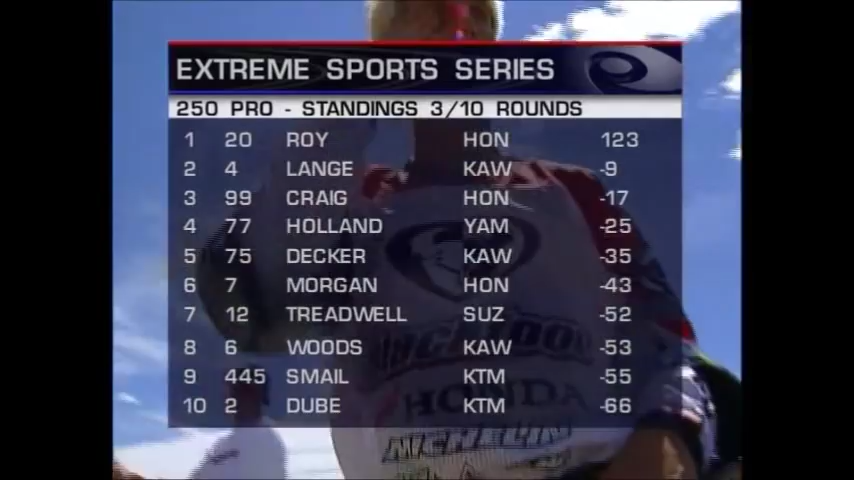 EXTREME SPORTS SERIES
250 PRO - STANDINGS 3/10 ROUNDS
1 20 ROY HON 123
2 4 LANGE KAW -9
3 99 CRAIG HON -17
4 77 HOLLAND YAM -25
5 75 DECKER KAW -35
6 7 MORGAN HON -43
7 12 TREADWELL SUZ -52
8 6 WOODS KAW -53
9 445 SMAIL KTM -55
10 2 DUBE KTM -66
HONDA
MICHELIN